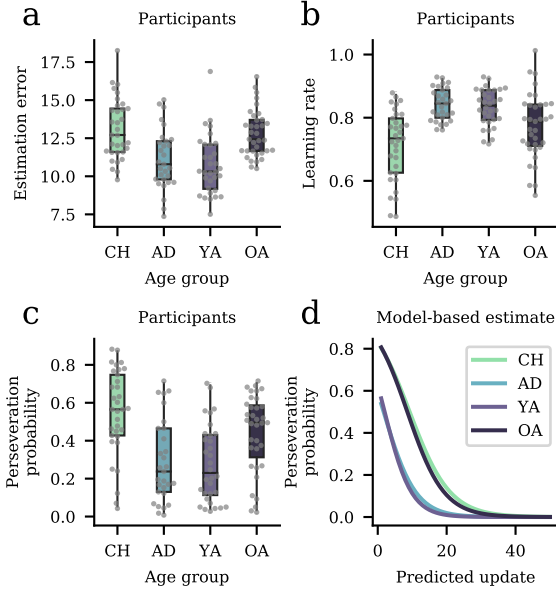 a
Participants
Estimation error
17.5
15.0
12.5
10.0
7.5
CH AD YA OA
Age group
b
Participants
Learning rate
1.0
0.8
0.6
CH AD YA OA
Age group
c
Participants
Perseveration
probability
0.8
0.6
0.4
0.2
0.0
CH AD YA OA
Age group
d
Model-based estimate
Perseveration
probability
0.8
0.6
0.4
0.2
0.0
CH
AD
YA
OA
0 20 40
Predicted update